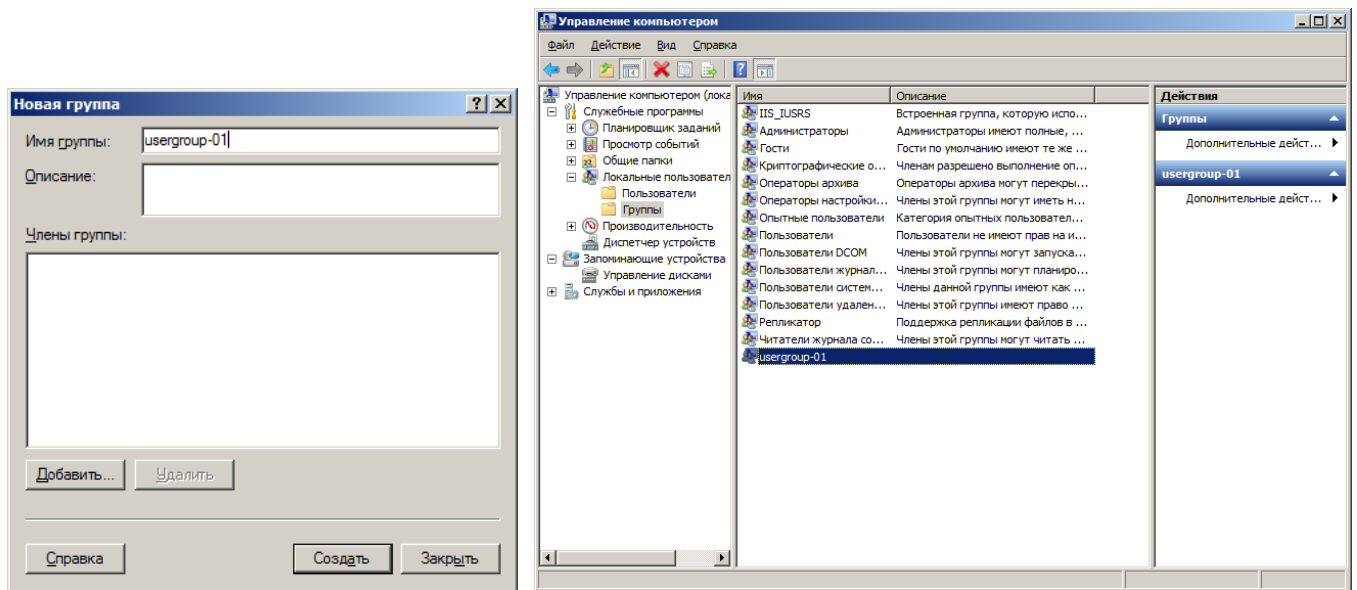 Новая группа
Имя группы: usergroup-01
Описание:
Члены группы:
Добавить... Удалить
Справка Создать Закрыть
Управление компьютером
Файл Действие Вид Справка
Управление компьютером (лока
Служебные программы
Планировщик заданий
Просмотр событий
Общие папки
Локальные пользовател
Пользователи
Группы
Производительность
Диспетчер устройств
Запоминающие устройства
Управление дисками
Службы и приложения
Имя Описание
IIS_IUSRS Встроенная группа, которую испо...
Администраторы Администраторы имеют полные, ...
Гости Гости по умолчанию имеют те же ...
Криптографические о... Членам разрешено выполнение оп...
Операторы архива Операторы архива могут перекры...
Операторы настройки... Члены этой группы могут иметь н...
Опытные пользователи Категория опытных пользовател...
Пользователи Пользователи не имеют прав на и...
Пользователи DCOM Члены этой группы могут запуска...
Пользователи журнал... Члены этой группы могут планиро...
Пользователи систем... Члены данной группы имеют как ...
Пользователи удален... Члены этой группы имеют право ...
Репликатор Поддержка репликации файлов в ...
Читатели журнала со... Члены этой группы могут читать ...
usergroup-01
Действия
Группы
Дополнительные дейст...
usergroup-01
Дополнительные дейст...